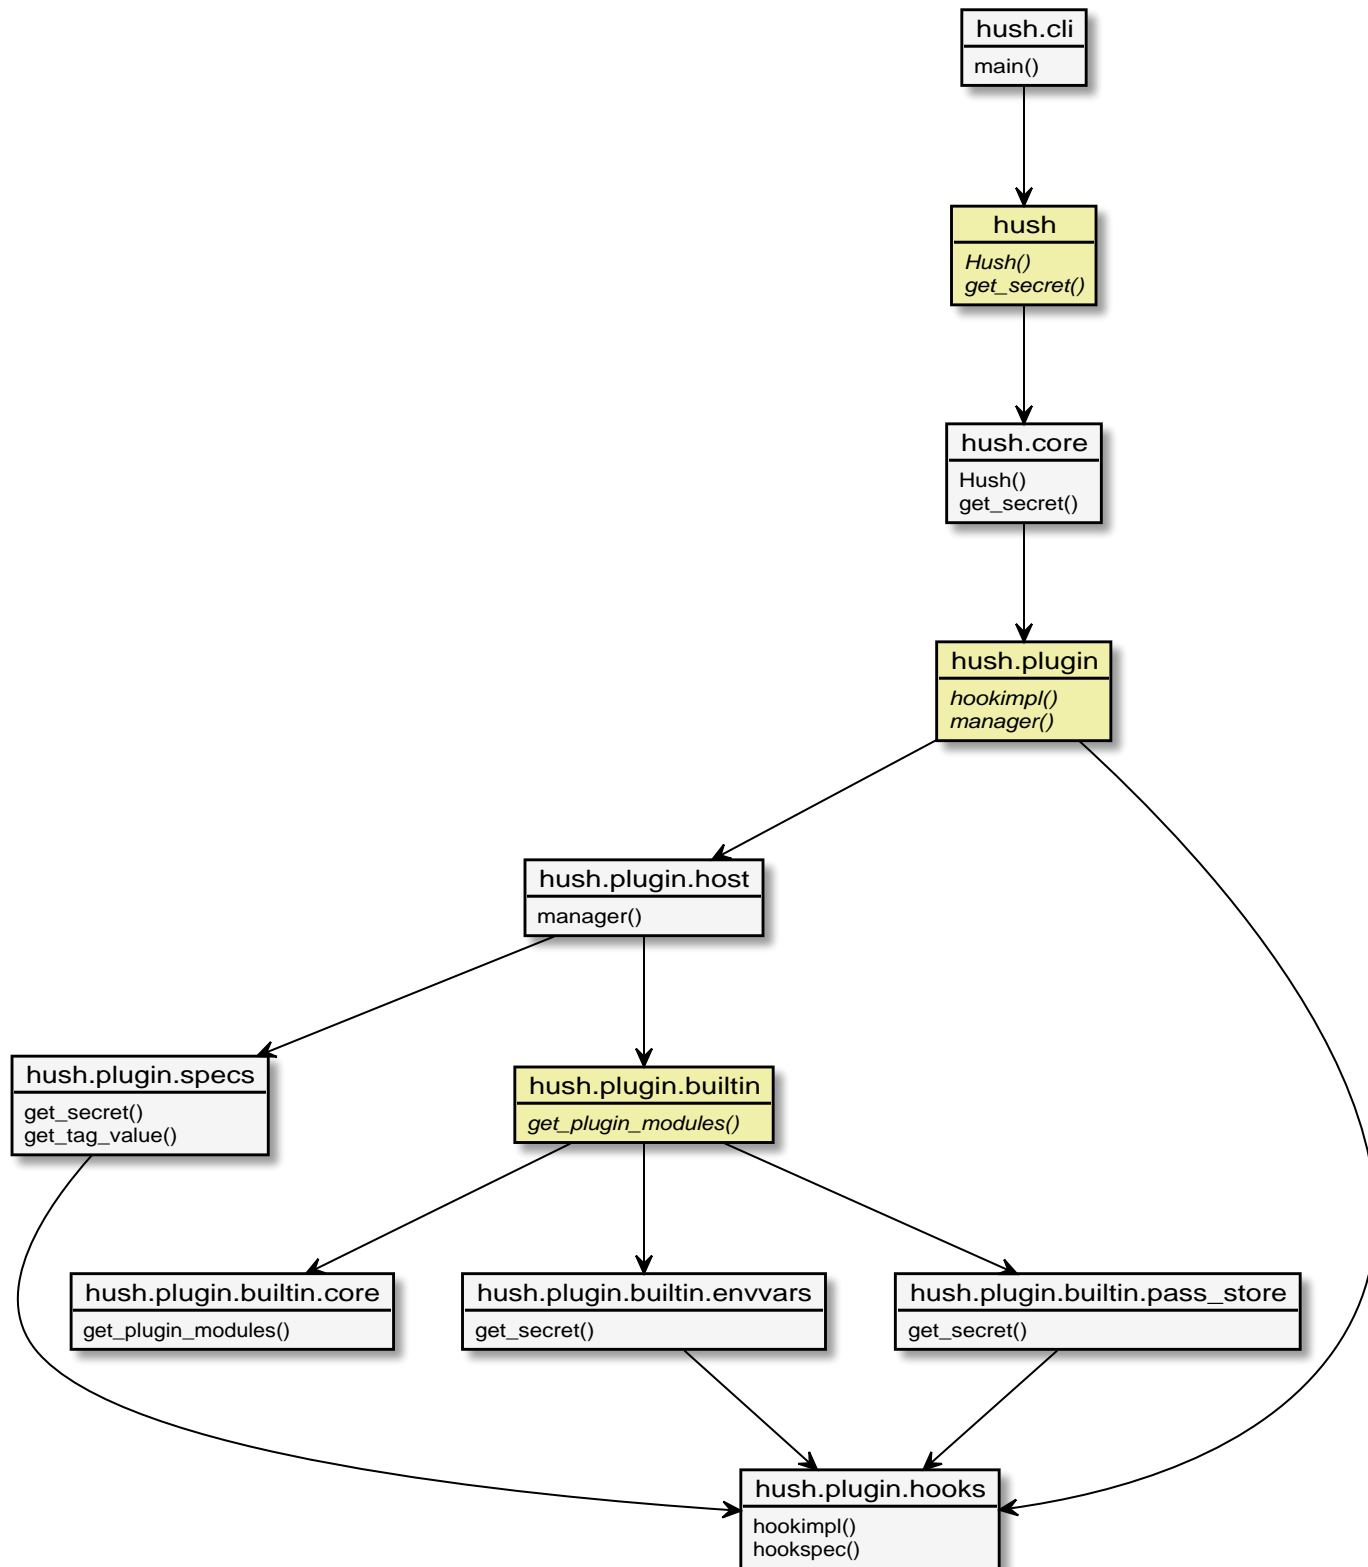 hush.cli
main()
hush
Hush()
get_secret()
hush.core
Hush()
get_secret()
hush.plugin
hookimpl()
manager()
hush.plugin.host
manager()
hush.plugin.specs
get_secret()
get_tag_value()
hush.plugin.builtin
get_plugin_modules()
hush.plugin.builtin.core
get_plugin_modules()
hush.plugin.builtin.envvars
get_secret()
hush.plugin.builtin.pass_store
get_secret()
hush.plugin.hooks
hookimpl()
hookspec()